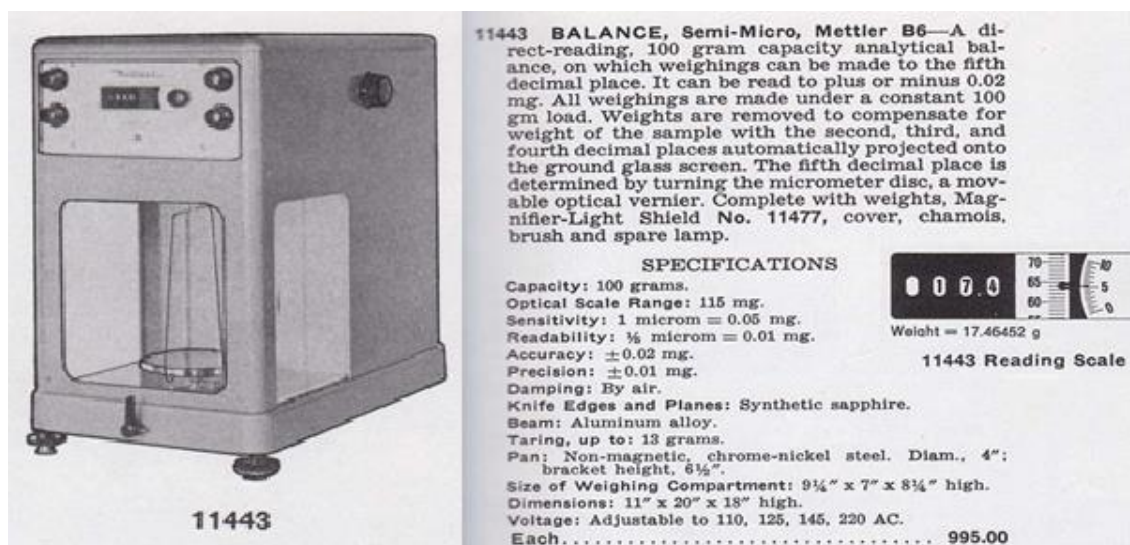 11443
11443 BALANCE, Semi-Micro, Mettler B6—A di-
rect-reading, 100 gram capacity analytical bal-
ance, on which weighings can be made to the fifth
decimal place. It can be read to plus or minus 0.02
mg. All weighings are made under a constant 100
gm load. Weights are removed to compensate for
weight of the sample with the second, third, and
fourth decimal places automatically projected onto
the ground glass screen. The fifth decimal place is
determined by turning the micrometer disc, a mov-
able optical vernier. Complete with weights, Mag-
nifier-Light Shield No. 11477, cover, chamois,
brush and spare lamp.
SPECIFICATIONS
Capacity: 100 grams.
Optical Scale Range: 115 mg.
Sensitivity: 1 microm = 0.05 mg.
Readability: ⅕ microm = 0.01 mg.
Accuracy: ±0.02 mg.
Precision: ±0.01 mg.
Damping: By air.
Knife Edges and Planes: Synthetic sapphire.
Beam: Aluminum alloy.
Taring, up to: 13 grams.
Pan: Non-magnetic, chrome-nickel steel. Diam., 4″;
bracket height, 6½″.
Size of Weighing Compartment: 9¼″ x 7″ x 8¼″ high.
Dimensions: 11″ x 20″ x 18″ high.
Voltage: Adjustable to 110, 125, 145, 220 AC.
Each.................................. 995.00
0 1 7.4
70
65
60
10
5
0
Weight = 17.46452 g
11443 Reading Scale